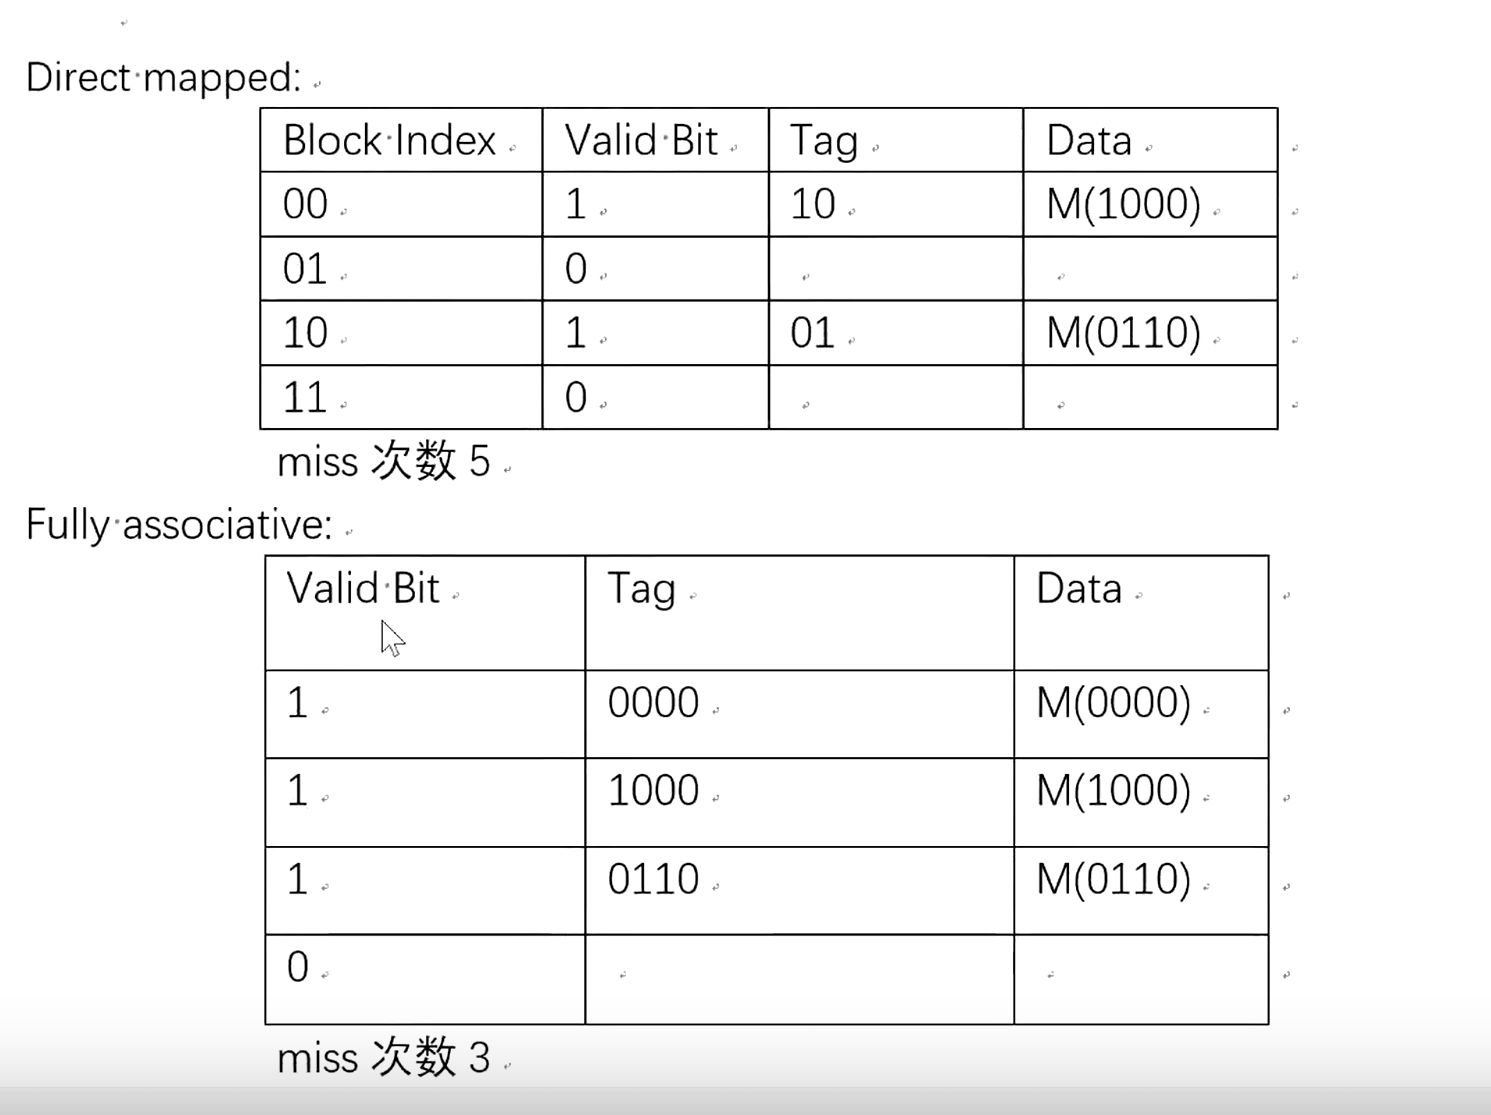 Direct mapped:
Block Index Valid Bit Tag Data
00 1 10 M(1000)
01 0
10 1 01 M(0110)
11 0
miss 次数 5
Fully associative:
Valid Bit Tag Data
1 0000 M(0000)
1 1000 M(1000)
1 0110 M(0110)
0
miss 次数 3